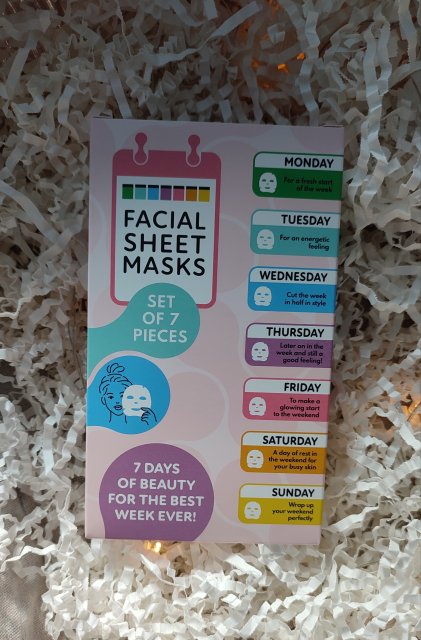 FACIAL
SHEET
MASKS
SET
OF 7
PIECES
7 DAYS
OF BEAUTY
FOR THE BEST
WEEK EVER!
MONDAY
For a fresh start
of the week
TUESDAY
For an energetic
feeling
WEDNESDAY
Cut the week
in half in style
THURSDAY
Later on in the
week and still a
good feeling!
FRIDAY
To make a
glowing start
to the weekend
SATURDAY
A day of rest in
the weekend for
your busy skin
SUNDAY
Wrap up
your weekend
perfectly